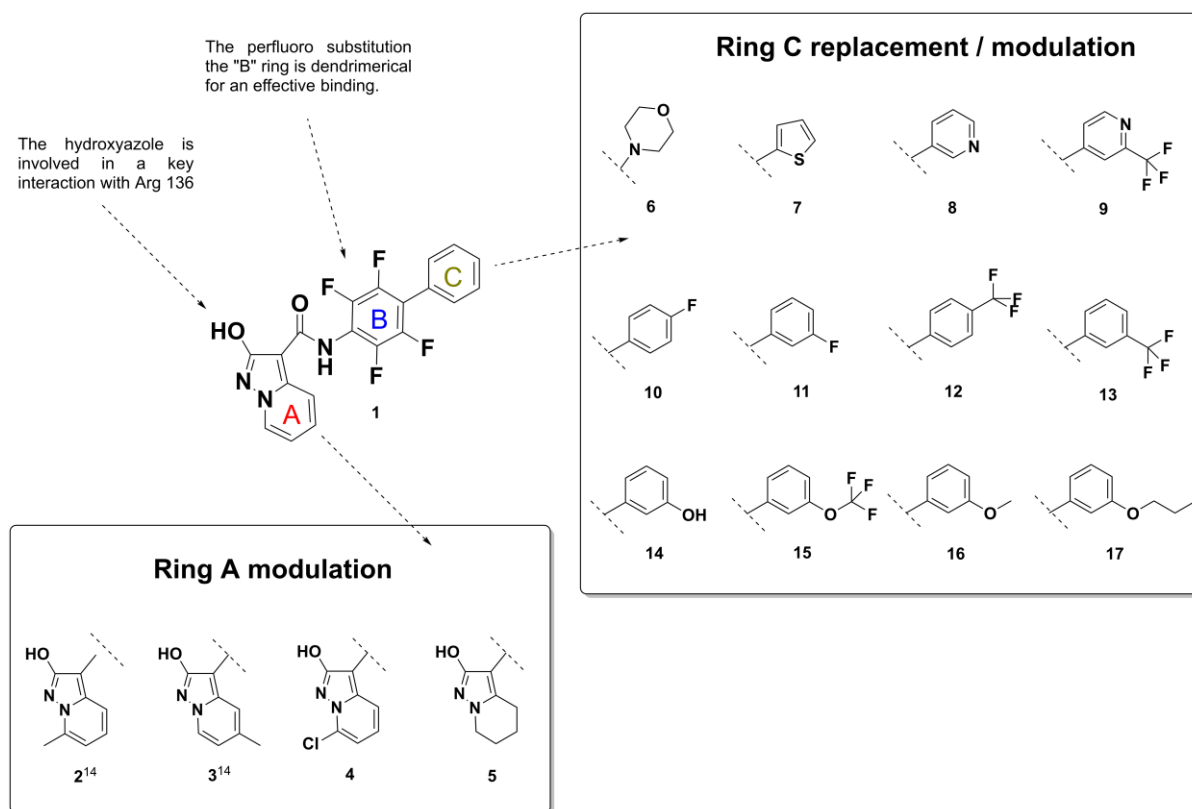 The perfluoro substitution
the "B" ring is dendrimerical
for an effective binding.
The hydroxyazole is
involved in a key
interaction with Arg 136
Ring C replacement / modulation
O
N
6
S
7
N
8
N
F
F
F
9
F
10
F
11
F
F
F
12
F
F
F
13
OH
14
O
F
F
F
15
O
16
O
17
HO
O
N
H
F
F
F
F
B
C
N
N
A
1
Ring A modulation
HO
N
N
2¹⁴
HO
N
N
3¹⁴
HO
N
N
Cl
4
HO
N
N
5